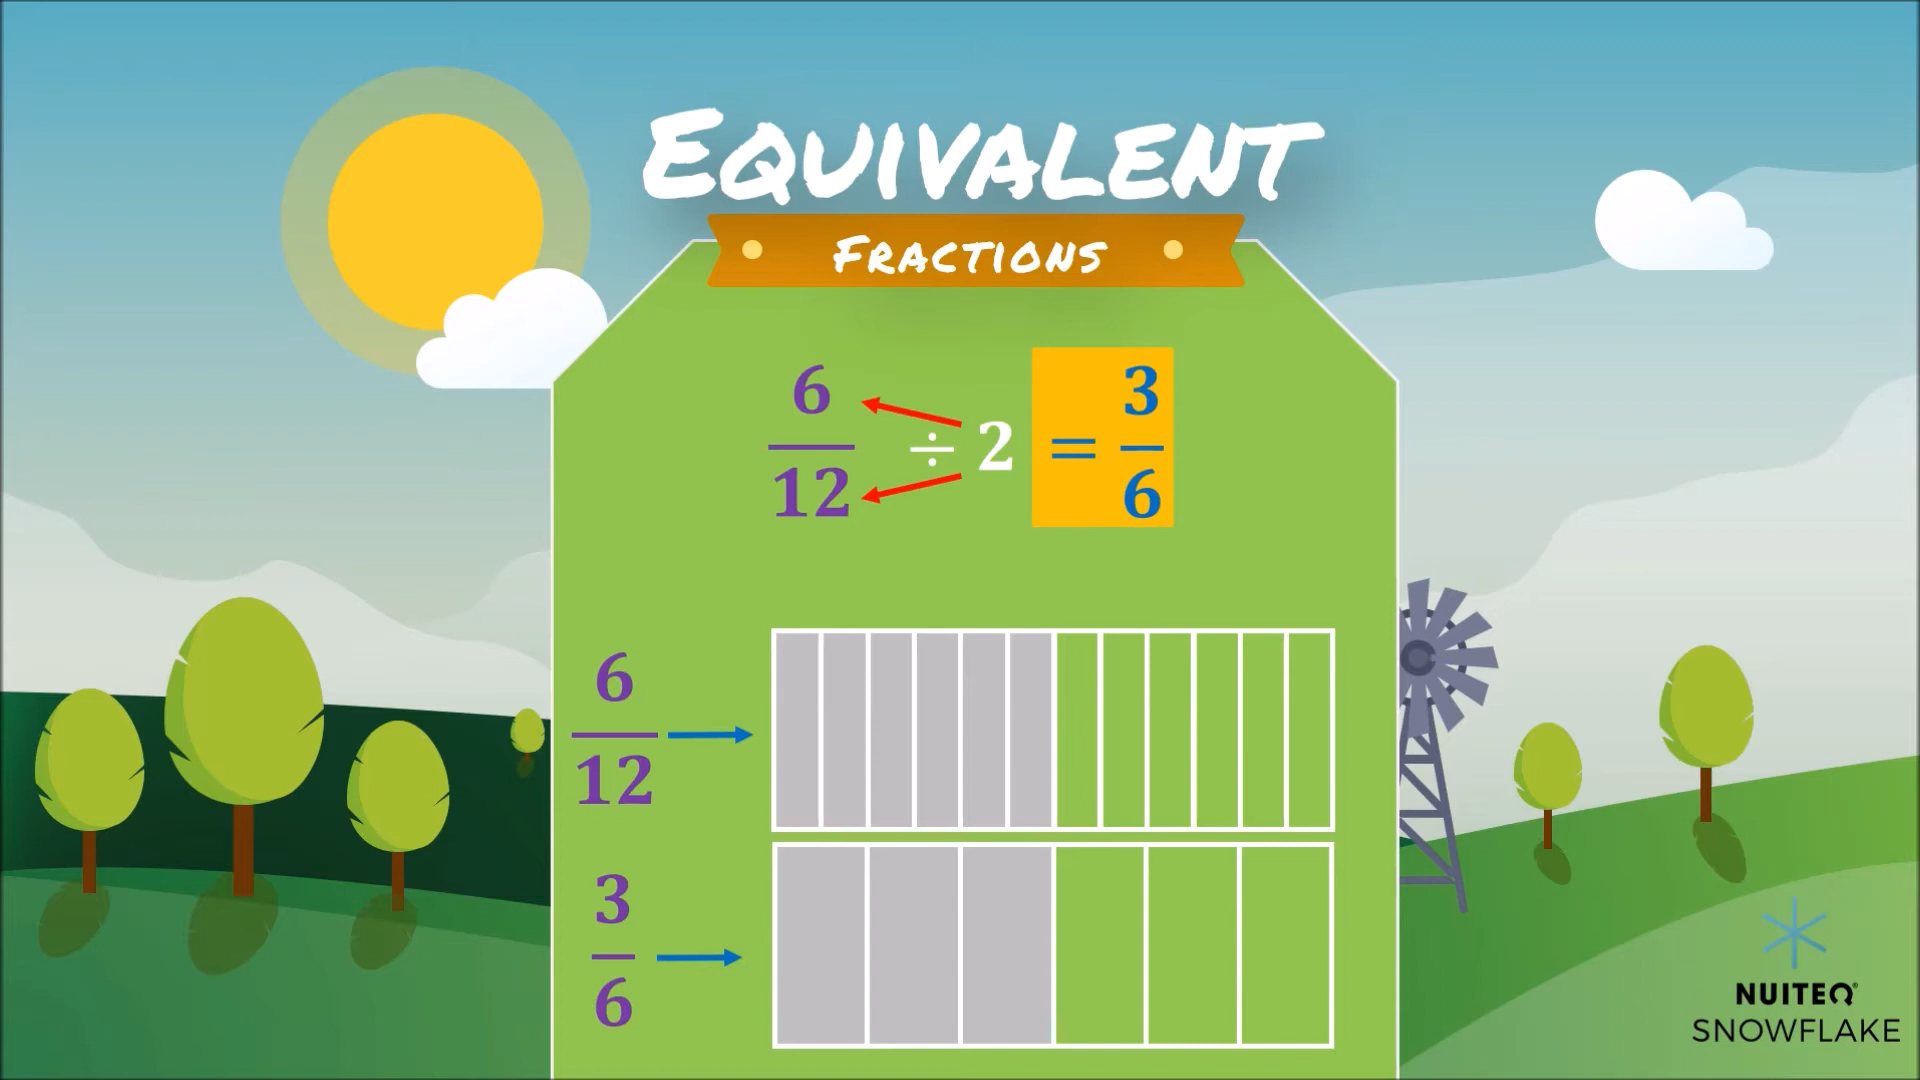 EQUIVALENT
FRACTIONS
6/12 ÷ 2 = 3/6
6/12
3/6
NUITEQ®
SNOWFLAKE